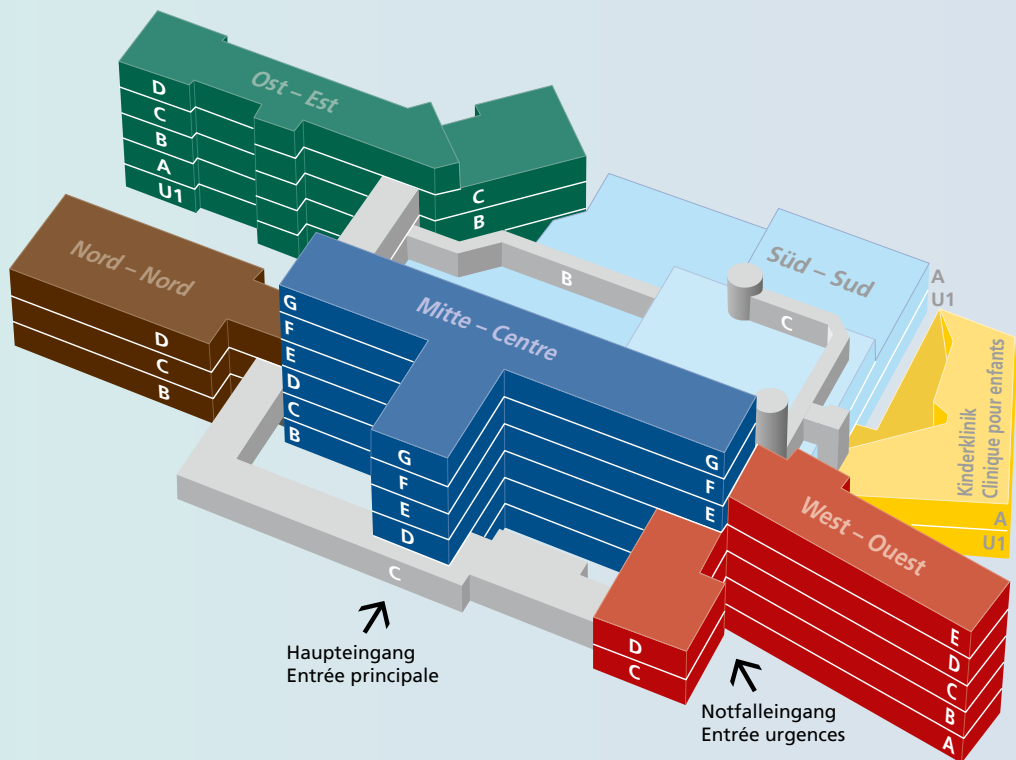 Ost – Est
D
C
B
A
U1
C
B
Nord – Nord
D
C
B
Mitte – Centre
G
F
E
D
C
B
G
F
E
D
G
F
E
B
C
Süd – Sud
A
U1
Kinderklinik
Clinique pour enfants
A
U1
West – Ouest
E
D
C
B
A
D
C
C
Haupteingang
Entrée principale
Notfalleingang
Entrée urgences